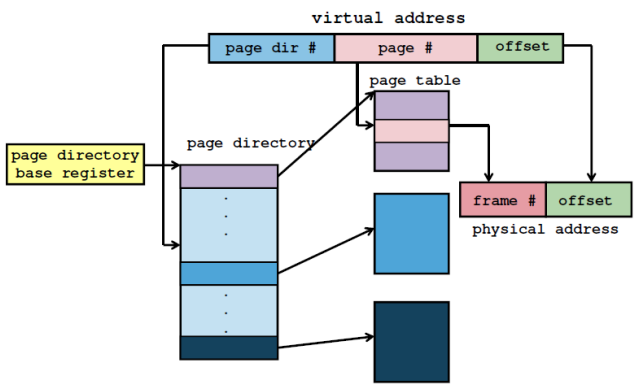 virtual address
page dir #
page #
offset
page table
page directory
page directory
base register
.
.
.
.
.
.
frame #
offset
physical address